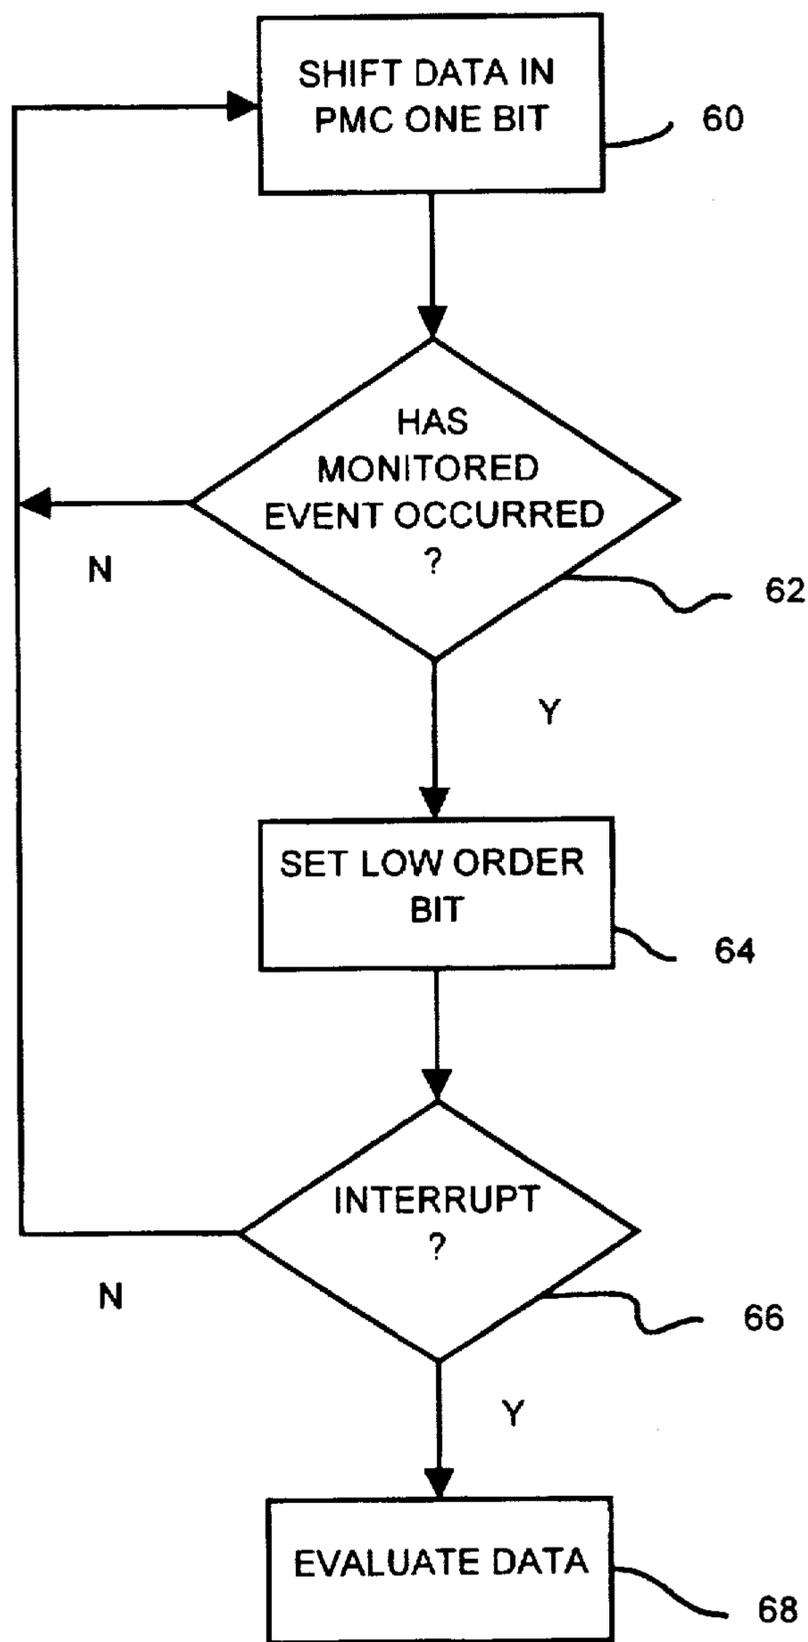 SHIFT DATA IN
PMC ONE BIT
60
HAS
MONITORED
EVENT OCCURRED
?
N
62
Y
SET LOW ORDER
BIT
64
INTERRUPT
?
N
66
Y
EVALUATE DATA
68